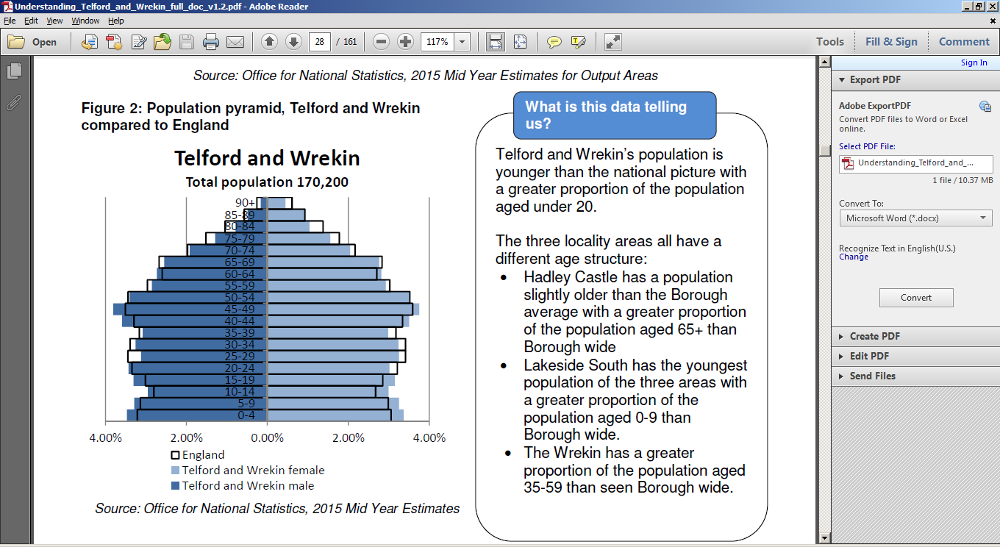 Understanding_Telford_and_Wrekin_full_doc_v1.2.pdf - Adobe Reader
File Edit View Window Help
Open 28 / 161 117% Tools Fill & Sign Comment
Source: Office for National Statistics, 2015 Mid Year Estimates for Output Areas
Figure 2: Population pyramid, Telford and Wrekin
compared to England
Telford and Wrekin
Total population 170,200
90+
85-89
80-84
75-79
70-74
65-69
60-64
55-59
50-54
45-49
40-44
35-39
30-34
25-29
20-24
15-19
10-14
5-9
0-4
4.00% 2.00% 0.00% 2.00% 4.00%
England
Telford and Wrekin female
Telford and Wrekin male
Source: Office for National Statistics, 2015 Mid Year Estimates
What is this data telling
us?
Telford and Wrekin’s population is
younger than the national picture with
a greater proportion of the population
aged under 20.
The three locality areas all have a
different age structure:
• Hadley Castle has a population
slightly older than the Borough
average with a greater proportion
of the population aged 65+ than
Borough wide
• Lakeside South has the youngest
population of the three areas with
a greater proportion of the
population aged 0-9 than
Borough wide.
• The Wrekin has a greater
proportion of the population aged
35-59 than seen Borough wide.
Sign In
Export PDF
Adobe ExportPDF
Convert PDF files to Word or Excel
online.
Select PDF File:
Understanding_Telford_and_...
1 file / 10.37 MB
Convert To:
Microsoft Word (*.docx)
Recognize Text in English(U.S.)
Change
Convert
Create PDF
Edit PDF
Send Files